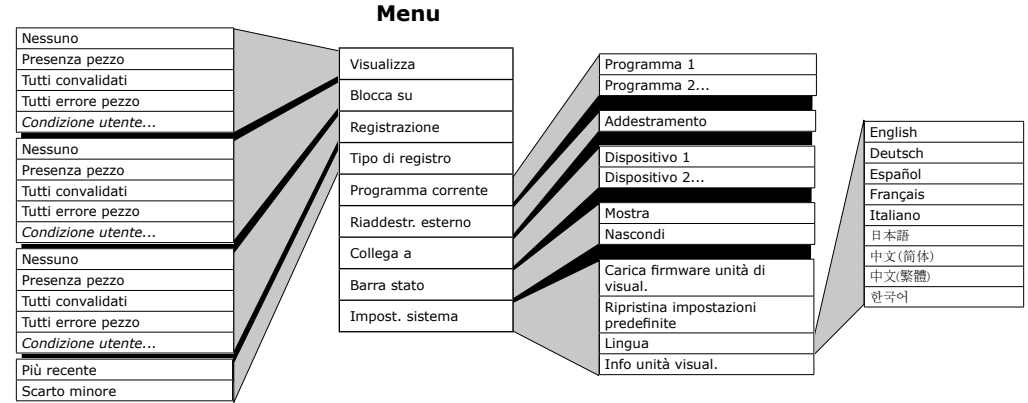 Menu
Nessuno
Presenza pezzo
Tutti convalidati
Tutti errore pezzo
Condizione utente...
Nessuno
Presenza pezzo
Tutti convalidati
Tutti errore pezzo
Condizione utente...
Nessuno
Presenza pezzo
Tutti convalidati
Tutti errore pezzo
Condizione utente...
Più recente
Scarto minore
Visualizza
Blocca su
Registrazione
Tipo di registro
Programma corrente
Riaddestr. esterno
Collega a
Barra stato
Impost. sistema
Programma 1
Programma 2...
Addestramento
Dispositivo 1
Dispositivo 2...
Mostra
Nascondi
Carica firmware unità di
visual.
Ripristina impostazioni
predefinite
Lingua
Info unità visual.
English
Deutsch
Español
Français
Italiano
日本語
中文(简体)
中文(繁體)
한국어